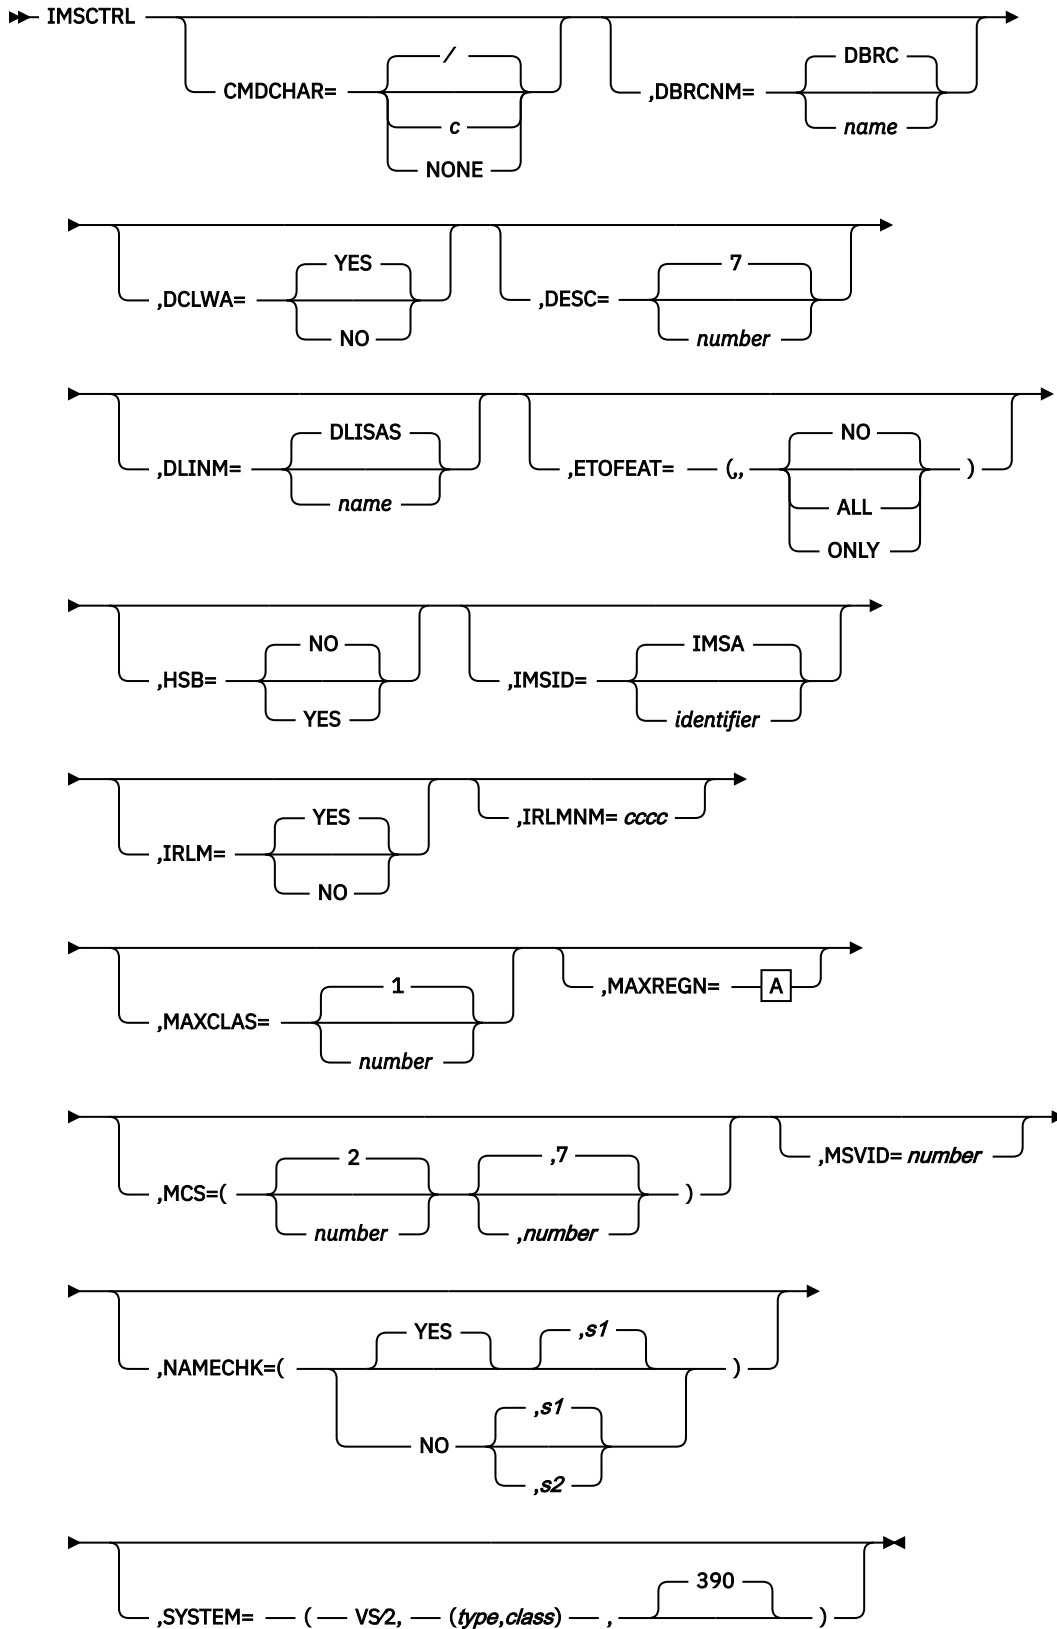 IMSCTRL
/
CMDCHAR=
c
NONE
DBRC
,DBRCNM=
name
YES
,DCLWA=
NO
7
,DESC=
number
DLISAS
,DLINM=
name
NO
,ETOFEAT= (,, )
ALL
ONLY
NO
,HSB=
YES
IMSA
,IMSID=
identifier
YES
,IRLM=
NO
,IRLMNM= cccc
1
,MAXCLAS=
number
,MAXREGN= A
2 ,7
,MCS=( )
number ,number
,MSVID= number
YES ,s1
,NAMECHK=( )
,s1
NO
,s2
390
,SYSTEM= ( VS/2, (type,class) , )